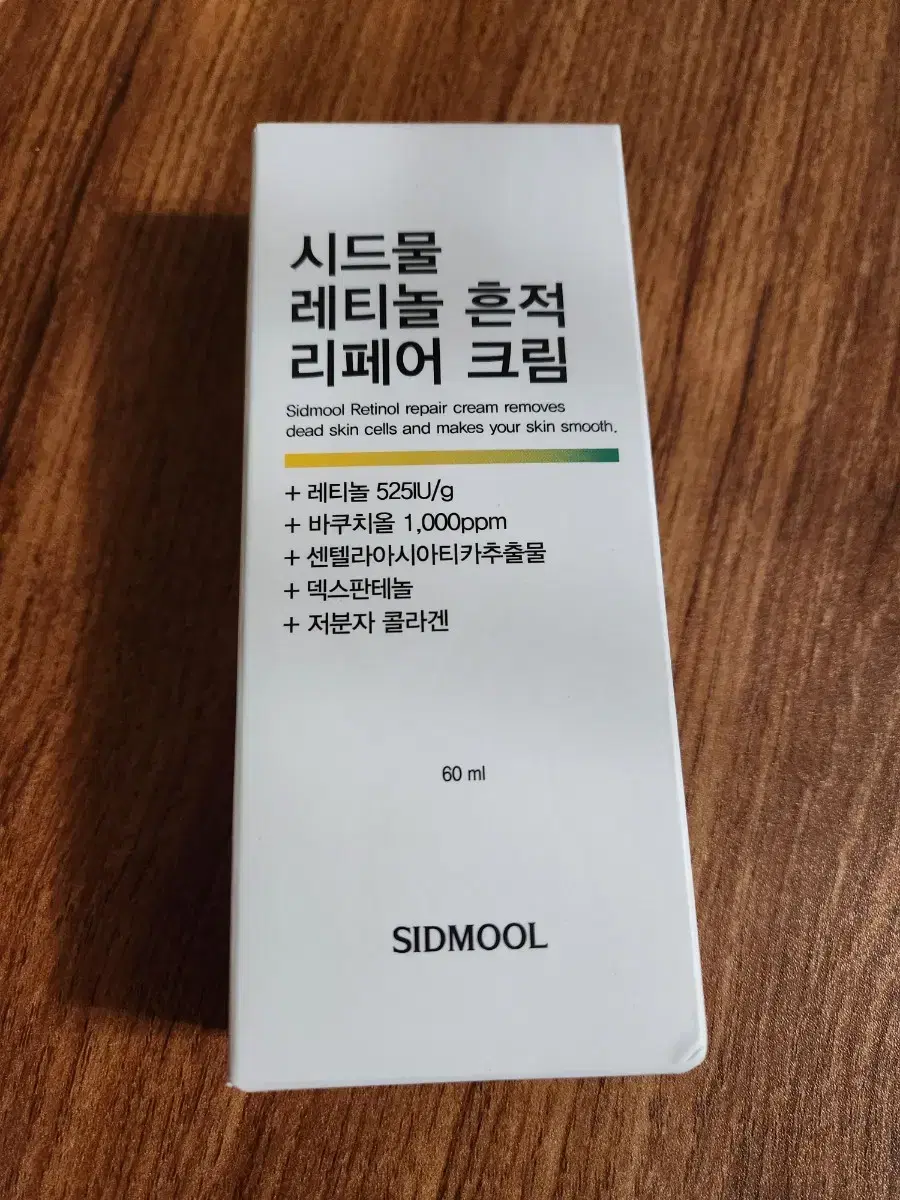 시드물
레티놀 흔적
리페어 크림
Sidmool Retinol repair cream removes
dead skin cells and makes your skin smooth.
+ 레티놀 525IU/g
+ 바쿠치올 1,000ppm
+ 센텔라아시아티카추출물
+ 덱스판테놀
+ 저분자 콜라겐
60 ml
SIDMOOL